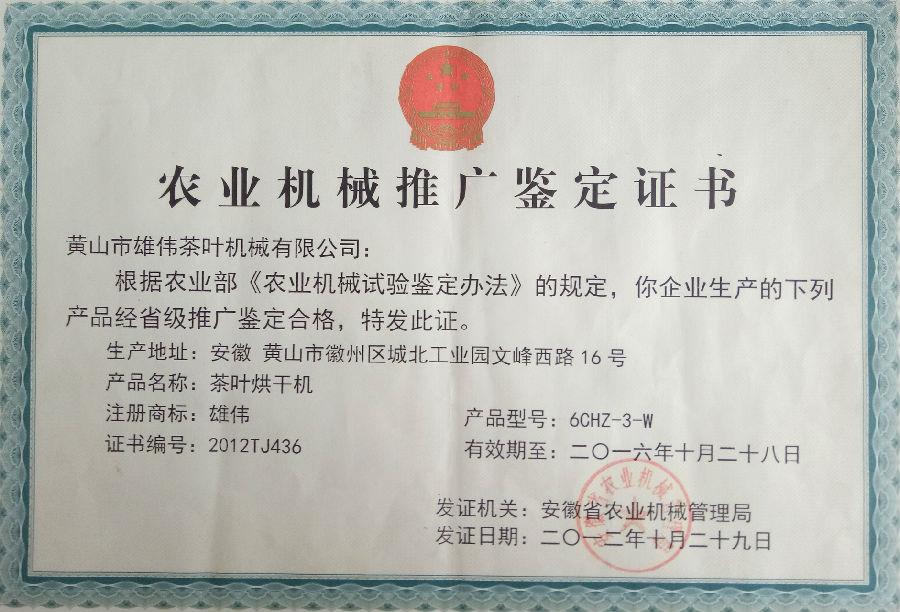 农业机械推广鉴定证书
黄山市雄伟茶叶机械有限公司：
根据农业部《农业机械试验鉴定办法》的规定，你企业生产的下列
产品经省级推广鉴定合格，特发此证。
生产地址：安徽 黄山市徽州区城北工业园文峰西路16号
产品名称：茶叶烘干机
注册商标：雄伟
产品型号：6CHZ-3-W
证书编号：2012TJ436
有效期至：二〇一六年十月二十八日
发证机关：安徽省农业机械管理局
发证日期：二〇一二年十月二十九日